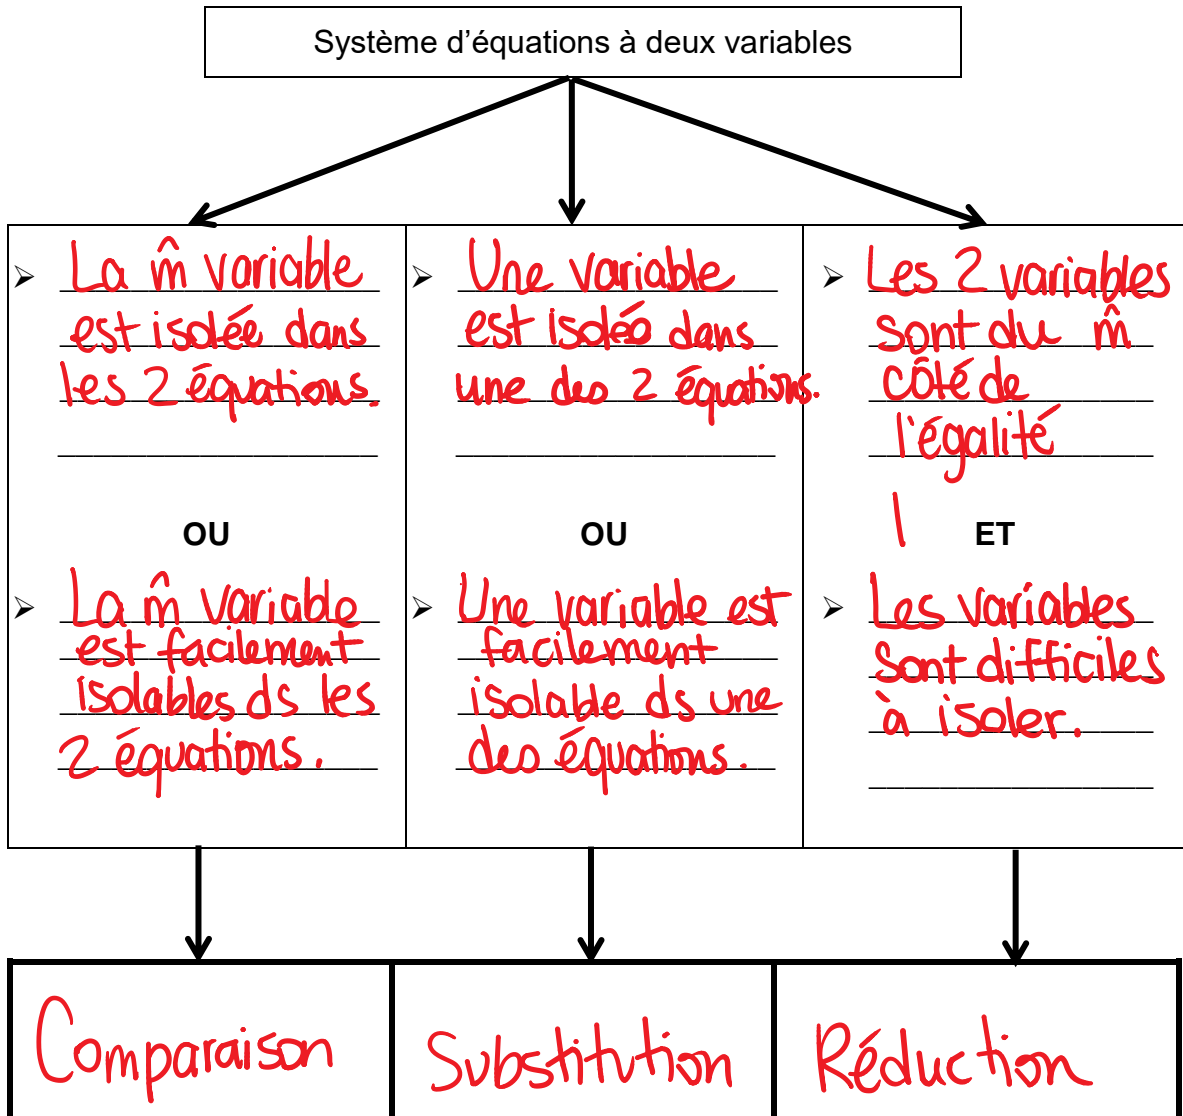 Système d'équations à deux variables
➢ La m̂ variable
est isolée dans
les 2 équations.
OU
➢ La m̂ variable
est facilement
isolables ds les
2 équations.
➢ Une variable
est isolée dans
une des 2 équations.
OU
➢ Une variable est
facilement
isolable ds une
des équations.
➢ Les 2 variables
sont du m̂
côté de
l'égalité
ET
➢ Les variables
sont difficiles
à isoler.
Comparaison
Substitution
Réduction